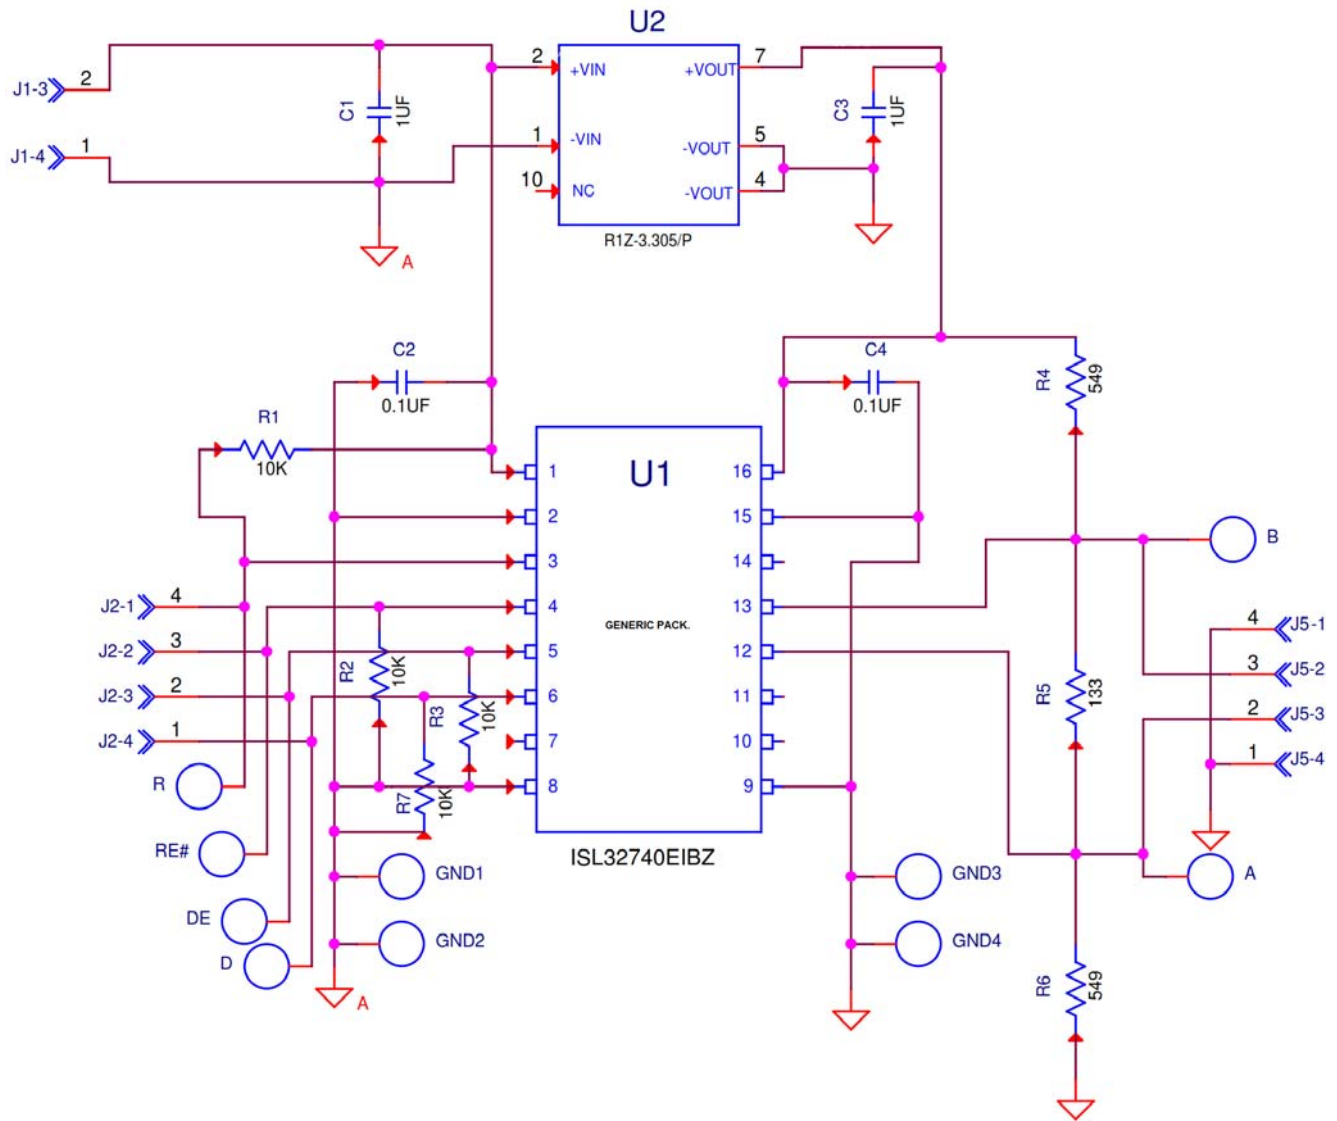 U2
J1-3 2
2 +VIN
+VOUT 7
C1
1UF
C3
1UF
J1-4 1
1 -VIN
-VOUT 5
10 NC
-VOUT 4
R1Z-3.305/P
A
C2
0.1UF
C4
0.1UF
R4
549
R1
10K
U1
1
16
2
15
3
14
B
J2-1 4
4
13
GENERIC PACK.
4 J5-1
J2-2 3
5
12
3 J5-2
R2
10K
J2-3 2
6
11
R5
133
2 J5-3
R3
10K
J2-4 1
7
10
1 J5-4
R
R7
10K
8
9
RE#
ISL32740EIBZ
GND1
GND3
A
DE
GND2
GND4
D
A
R6
549